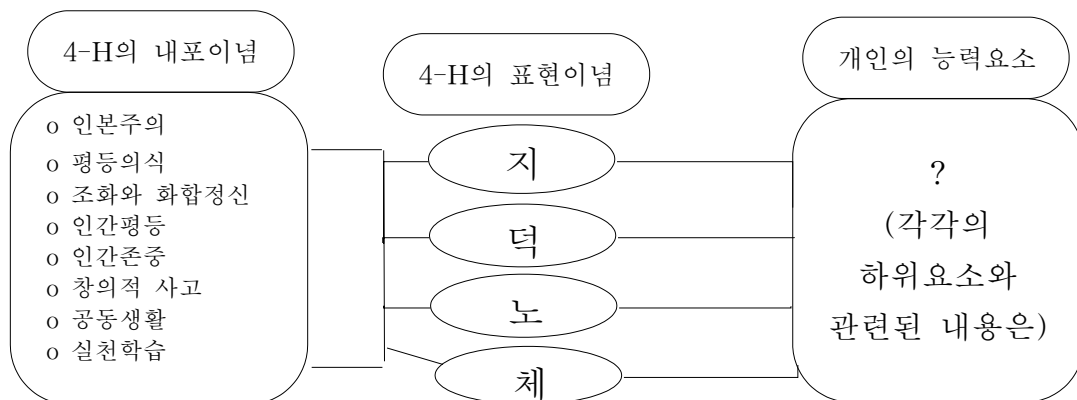 4-H의 내포이념
o 인본주의
o 평등의식
o 조화와 화합정신
o 인간평등
o 인간존중
o 창의적 사고
o 공동생활
o 실천학습
4-H의 표현이념
지
덕
노
체
개인의 능력요소
?
(각각의
하위요소와
관련된 내용은)